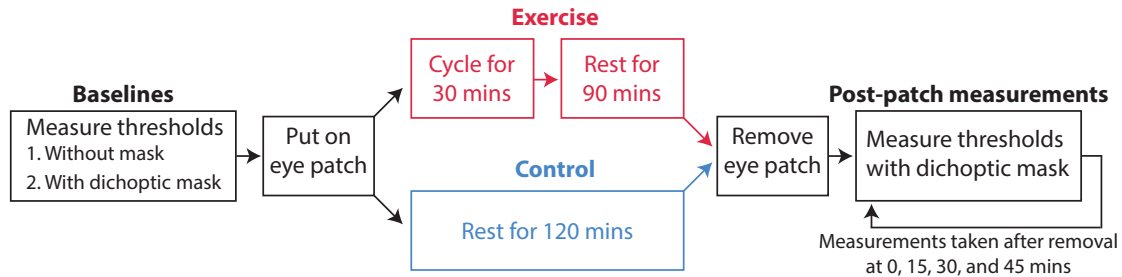 Exercise
Cycle for
30 mins
Rest for
90 mins
Baselines
Measure thresholds
1. Without mask
2. With dichoptic mask
Put on
eye patch
Control
Rest for 120 mins
Remove
eye patch
Post-patch measurements
Measure thresholds
with dichoptic mask
Measurements taken after removal
at 0, 15, 30, and 45 mins